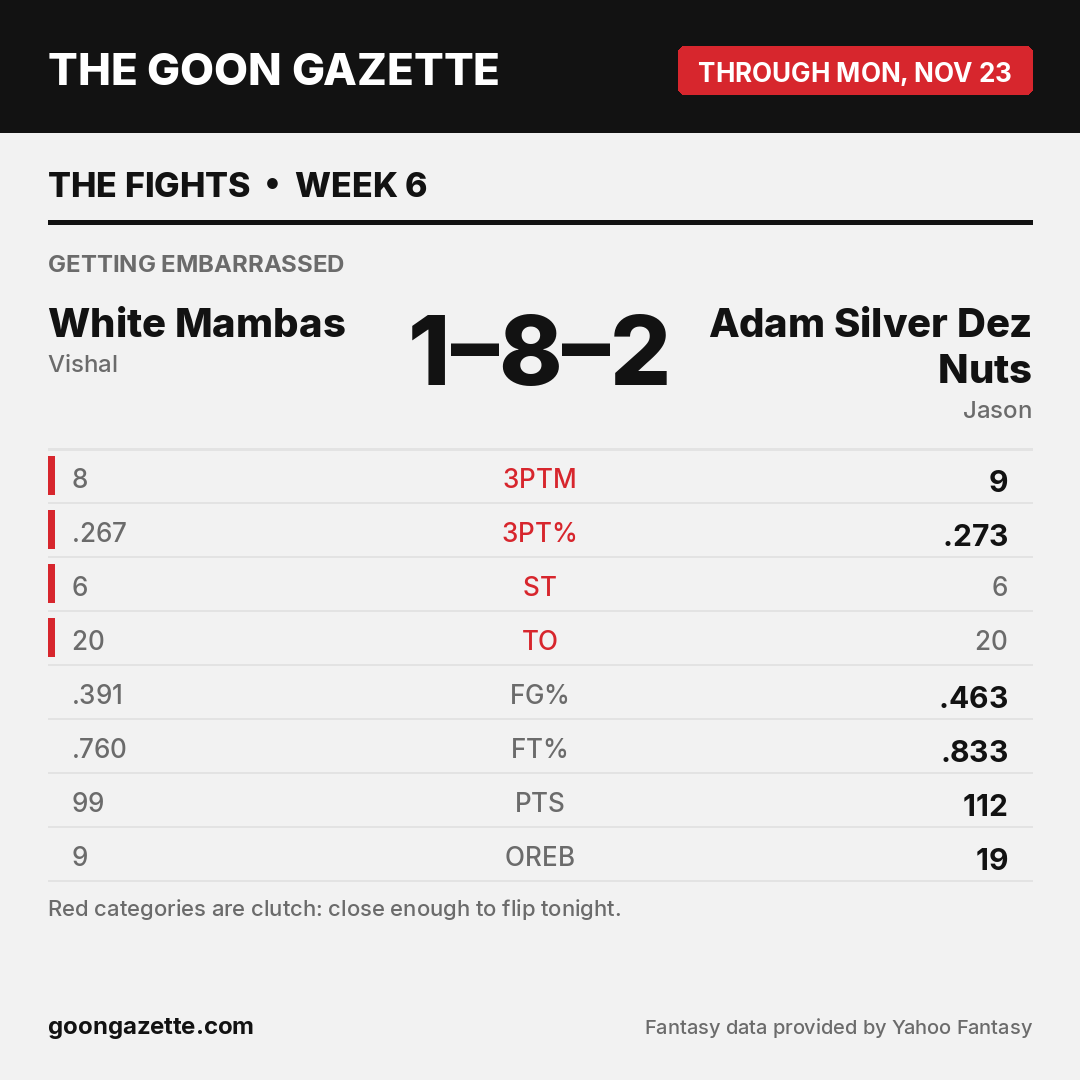 THE GOON GAZETTE
THROUGH MON, NOV 23
THE FIGHTS • WEEK 6
GETTING EMBARRASSED
White Mambas
Vishal
1–8–2
Adam Silver Dez
Nuts
Jason
8 3PTM 9
.267 3PT% .273
6 ST 6
20 TO 20
.391 FG% .463
.760 FT% .833
99 PTS 112
9 OREB 19
Red categories are clutch: close enough to flip tonight.
goongazette.com
Fantasy data provided by Yahoo Fantasy